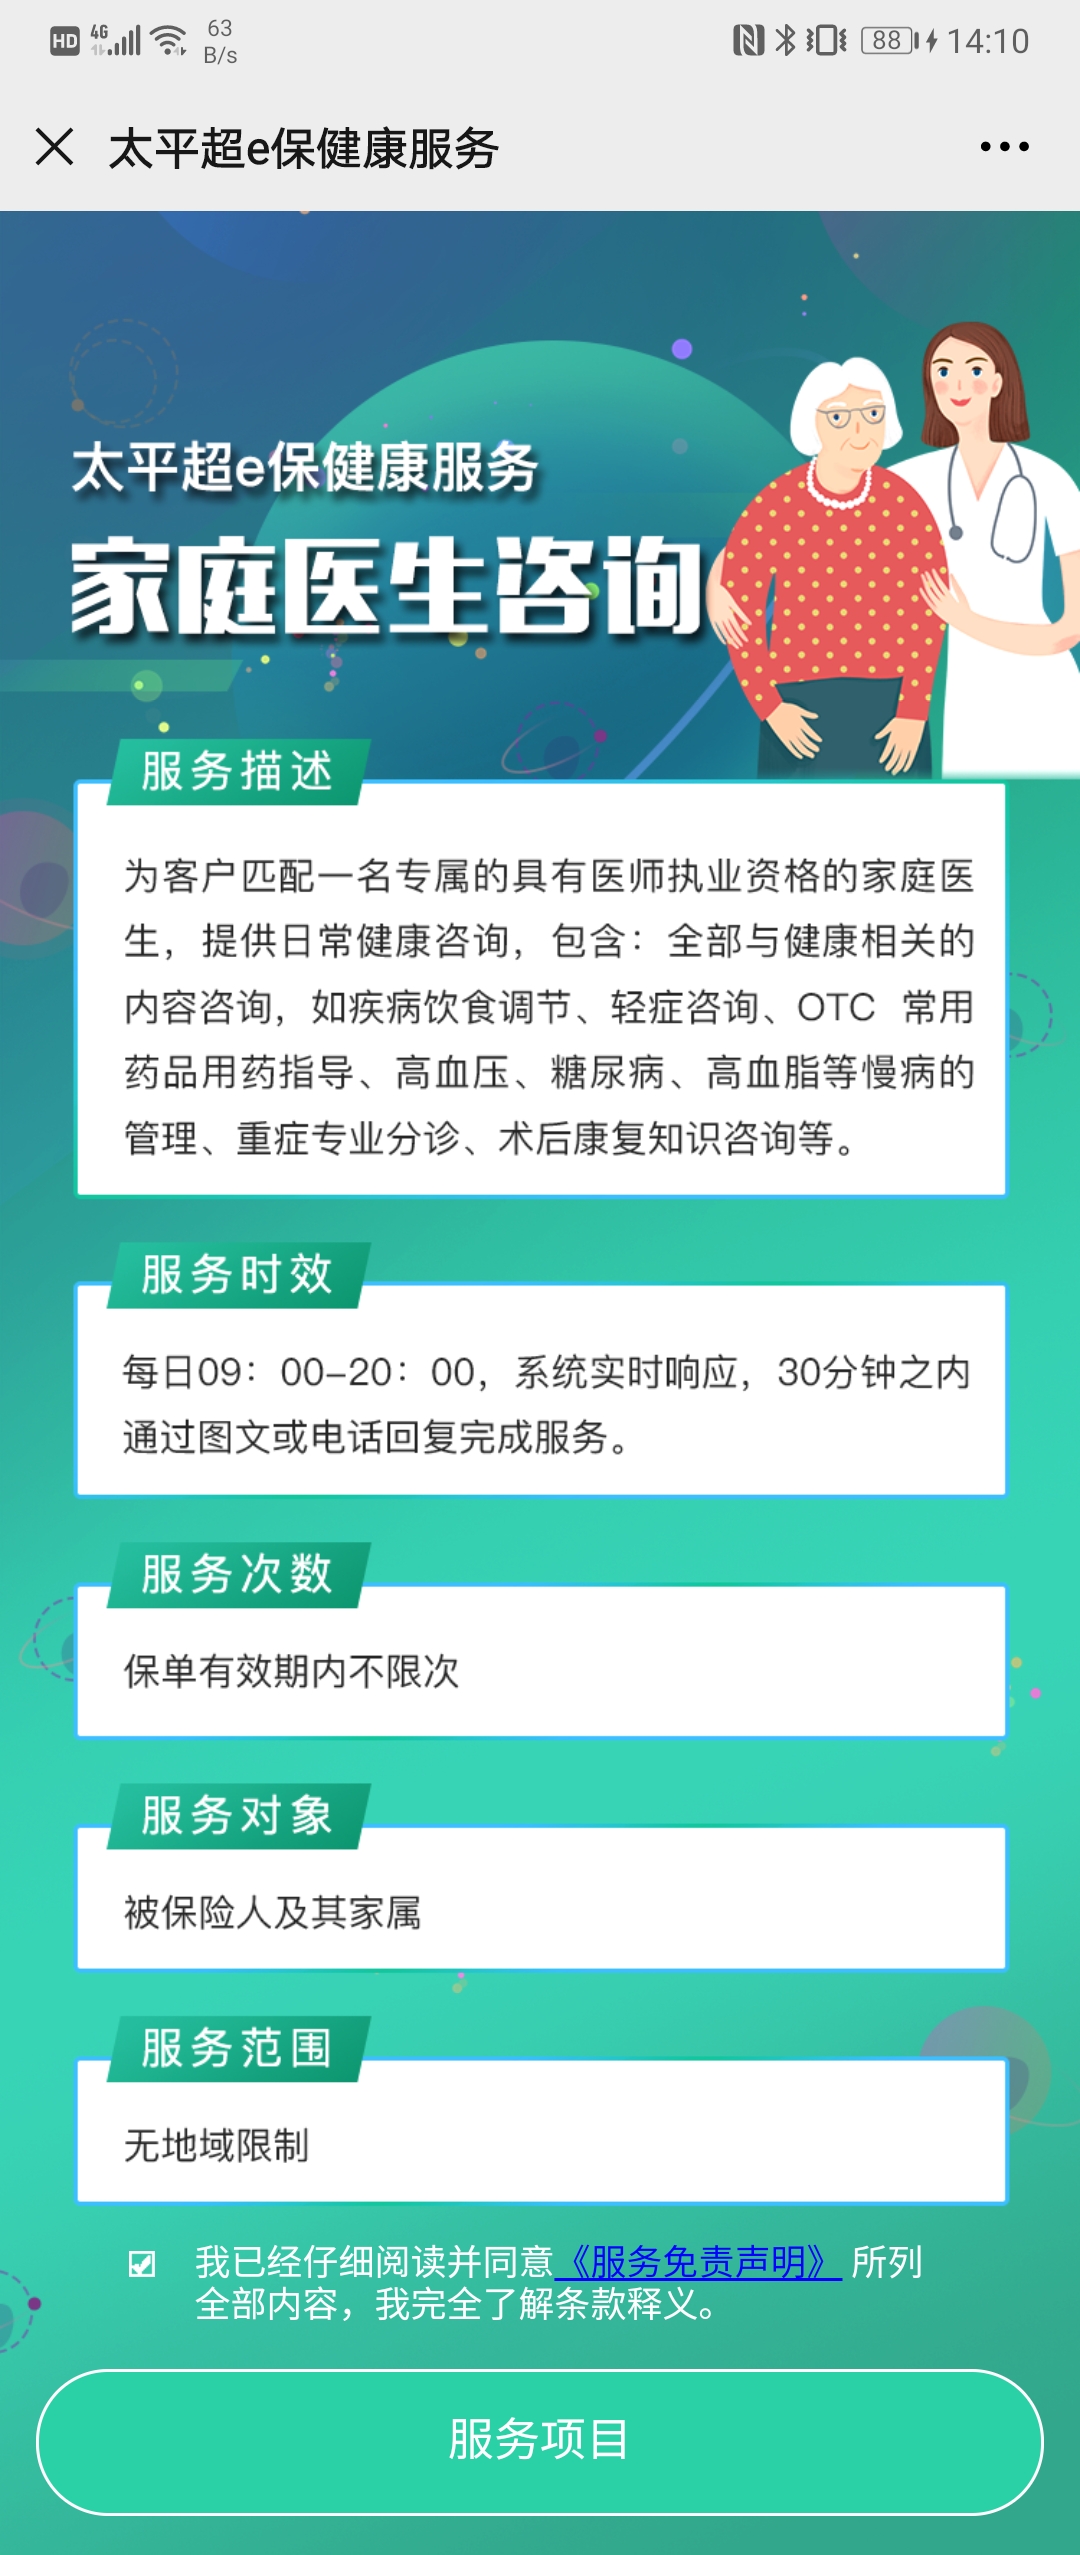 HD 4G 63 B/s 88 14:10
太平超e保健康服务
太平超e保健康服务
家庭医生咨询
服务描述
为客户匹配一名专属的具有医师执业资格的家庭医
生，提供日常健康咨询，包含：全部与健康相关的
内容咨询，如疾病饮食调节、轻症咨询、OTC 常用
药品用药指导、高血压、糖尿病、高血脂等慢病的
管理、重症专业分诊、术后康复知识咨询等。
服务时效
每日09：00-20：00，系统实时响应，30分钟之内
通过图文或电话回复完成服务。
服务次数
保单有效期内不限次
服务对象
被保险人及其家属
服务范围
无地域限制
我已经仔细阅读并同意《服务免责声明》 所列
全部内容，我完全了解条款释义。
服务项目